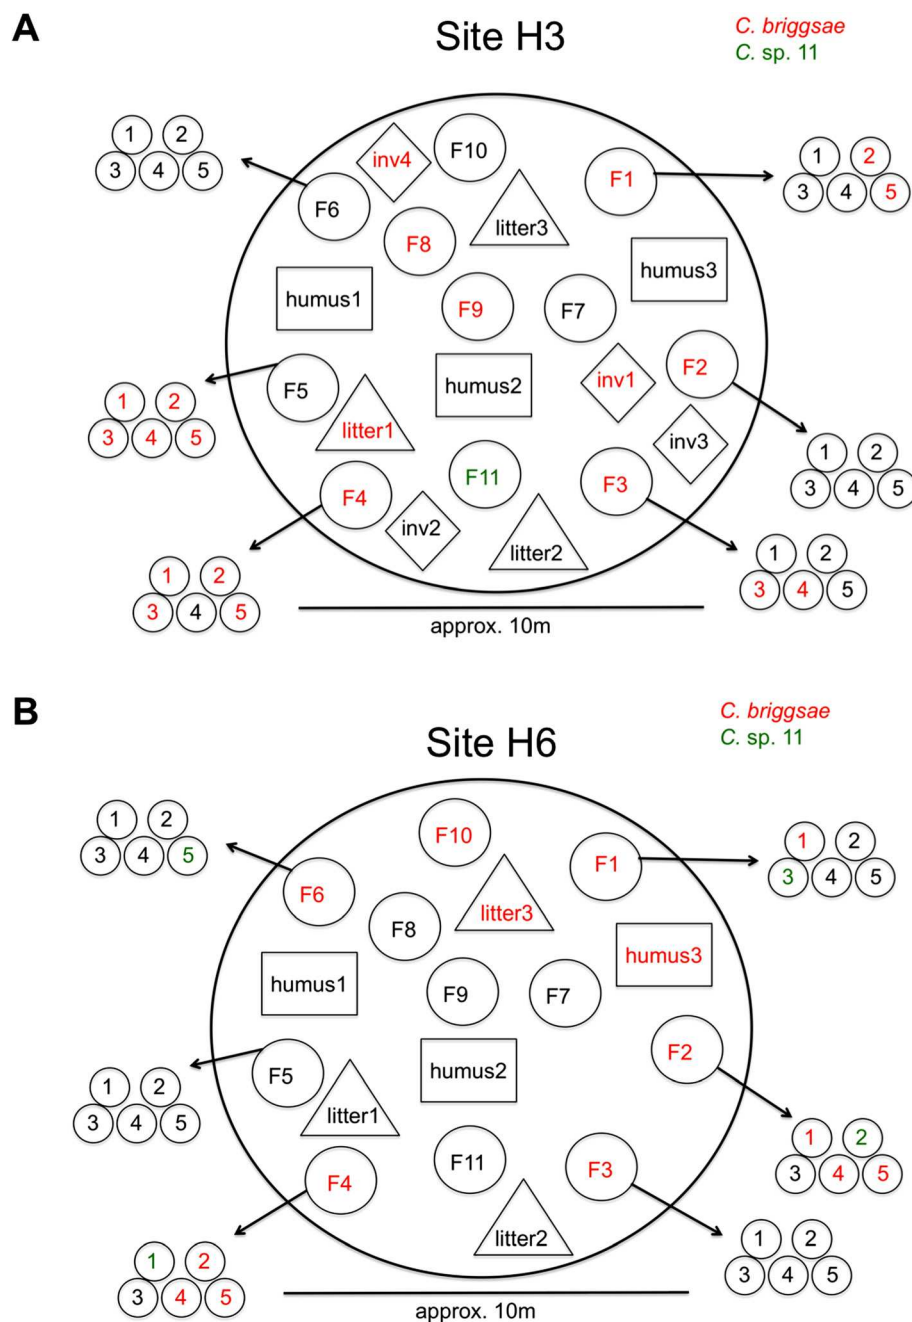 A
Site H3
C. briggsae
C. sp. 11
1 2
3 4 5
inv4
F10
F1
1 2
3 4 5
F6
F8
litter3
humus1
F9
F7
humus3
F5
humus2
inv1
F2
1 2
3 4 5
litter1
inv3
F4
F11
F3
1 2
3 4 5
inv2
litter2
1 2
3 4 5
1 2
3 4 5
approx. 10m
B
Site H6
C. briggsae
C. sp. 11
1 2
3 4 5
F10
F1
1 2
3 4 5
F6
F8
litter3
humus1
F9
F7
humus3
F5
humus2
F2
1 2
3 4 5
litter1
F4
F11
F3
1 2
3 4 5
litter2
1 2
3 4 5
1 2
3 4 5
approx. 10m